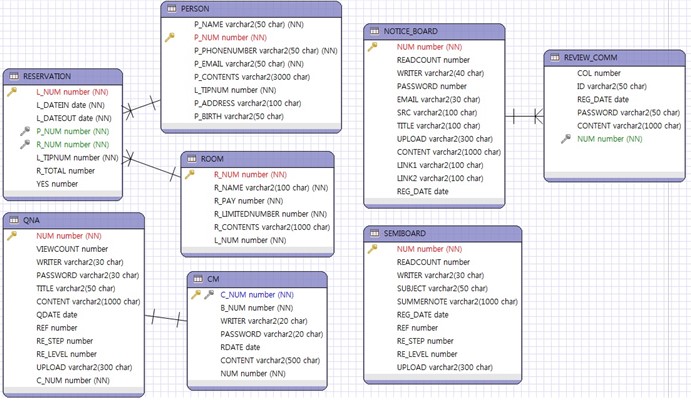 PERSON
P_NAME varchar2(50 char) (NN)
P_NUM number (NN)
P_PHONENUMBER varchar2(50 char) (NN)
P_EMAIL varchar2(50 char) (NN)
P_CONTENTS varchar2(3000 char)
L_TIPNUM number (NN)
P_ADDRESS varchar2(100 char)
P_BIRTH varchar2(50 char)
RESERVATION
L_NUM number (NN)
L_DATEIN date (NN)
L_DATEOUT date (NN)
P_NUM number (NN)
R_NUM number (NN)
L_TIPNUM number (NN)
R_TOTAL number
YES number
ROOM
R_NUM number (NN)
R_NAME varchar2(100 char) (NN)
R_PAY number (NN)
R_LIMITEDNUMBER number (NN)
R_CONTENTS varchar2(1000 char)
L_NUM number (NN)
QNA
NUM number (NN)
VIEWCOUNT number
WRITER varchar2(30 char)
PASSWORD varchar2(30 char)
TITLE varchar2(50 char)
CONTENT varchar2(1000 char)
QDATE date
REF number
RE_STEP number
RE_LEVEL number
UPLOAD varchar2(300 char)
C_NUM number (NN)
CM
C_NUM number (NN)
B_NUM number (NN)
WRITER varchar2(20 char)
PASSWORD varchar2(20 char)
RDATE date
CONTENT varchar2(500 char)
NUM number (NN)
NOTICE_BOARD
NUM number (NN)
READCOUNT number
WRITER varchar2(40 char)
PASSWORD number
EMAIL varchar2(30 char)
SRC varchar2(100 char)
TITLE varchar2(100 char)
UPLOAD varchar2(300 char)
CONTENT varchar2(1000 char)
LINK1 varchar2(100 char)
LINK2 varchar2(100 char)
REG_DATE date
REVIEW_COMM
COL number
ID varchar2(50 char)
REG_DATE date
PASSWORD varchar2(50 char)
CONTENT varchar2(1000 char)
NUM number (NN)
SEMIBOARD
NUM number (NN)
READCOUNT number
WRITER varchar2(30 char)
SUBJECT varchar2(50 char)
SUMMERNOTE varchar2(1000 char)
REG_DATE date
REF number
RE_STEP number
RE_LEVEL number
UPLOAD varchar2(300 char)